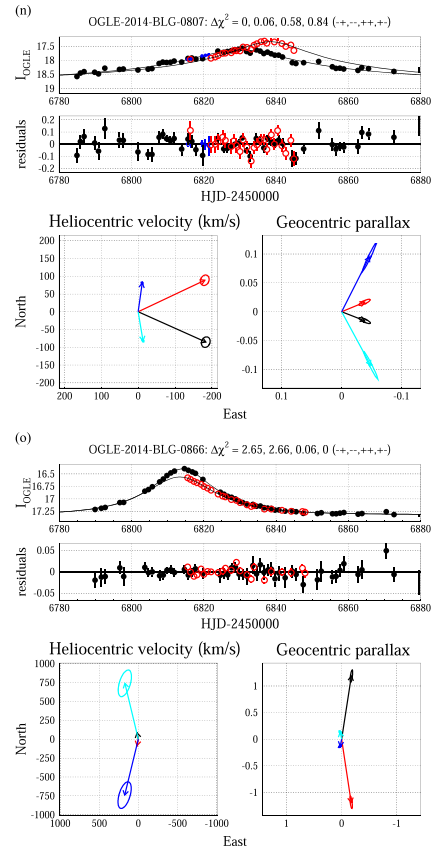 (n)
OGLE-2014-BLG-0807: Δχ² = 0, 0.06, 0.58, 0.84 (-+,--,++,+-)
I_OGLE
17.5
18
18.5
19
6780 6800 6820 6840 6860 6880
residuals
0.2
0.1
0
-0.1
-0.2
6780 6800 6820 6840 6860 6880
HJD-2450000
Heliocentric velocity (km/s) Geocentric parallax
North
200
150
100
50
0
-50
-100
-150
-200
200 100 0 -100 -200
0.1
0.05
0
-0.05
-0.1
0.1 0 -0.1
East
(o)
OGLE-2014-BLG-0866: Δχ² = 2.65, 2.66, 0.06, 0 (-+,--,++,+-)
I_OGLE
16.5
16.75
17
17.25
6780 6800 6820 6840 6860 6880
residuals
0.05
0
-0.05
6780 6800 6820 6840 6860 6880
HJD-2450000
Heliocentric velocity (km/s) Geocentric parallax
North
1000
750
500
250
0
-250
-500
-750
-1000
1000 500 0 -500 -1000
1
0
-1
1 0 -1
East